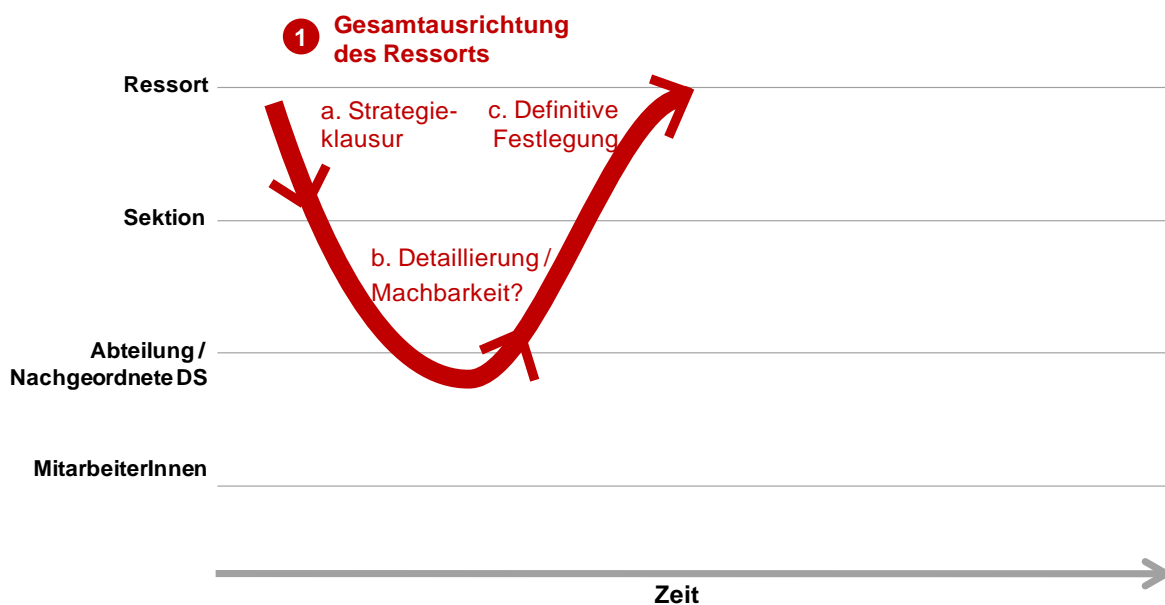 1 Gesamtausrichtung
des Ressorts
Ressort
a. Strategie-
klausur
c. Definitive
Festlegung
Sektion
b. Detaillierung /
Machbarkeit?
Abteilung /
Nachgeordnete DS
MitarbeiterInnen
Zeit